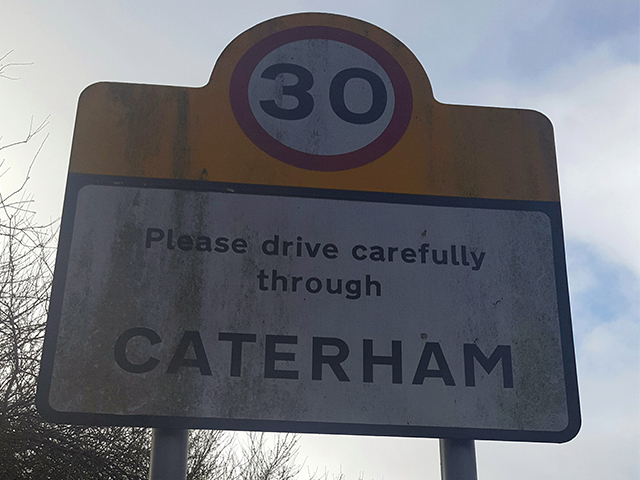 30
Please drive carefully
through
CATERHAM